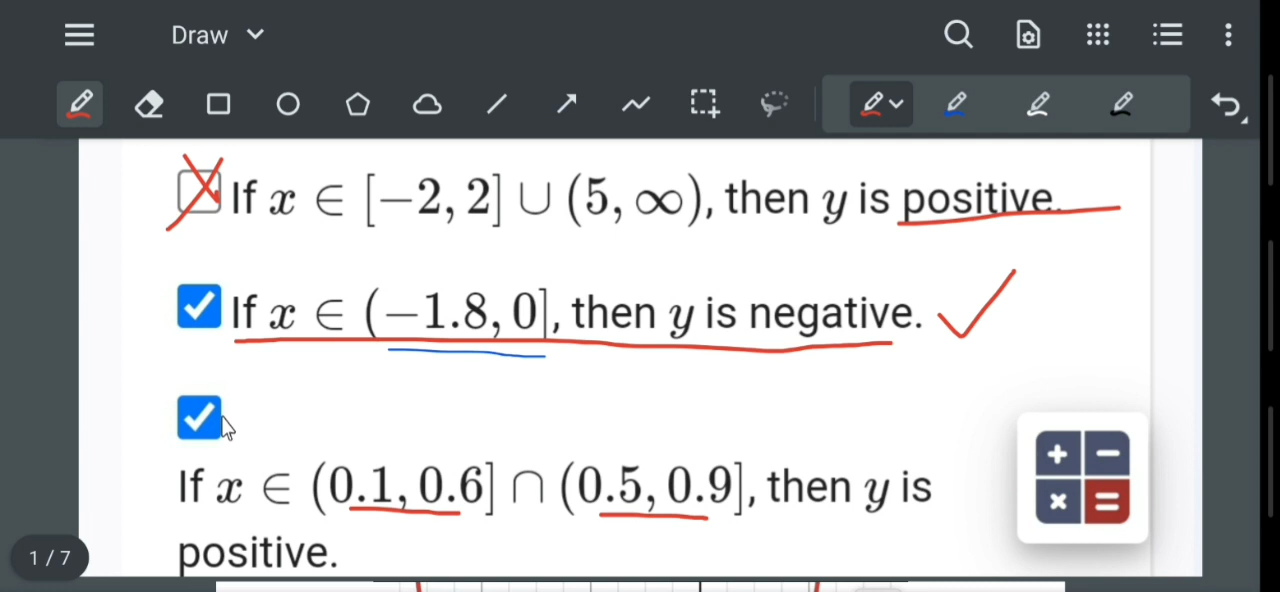 Draw
If x ∈ [−2, 2] ∪ (5, ∞), then y is positive.
If x ∈ (−1.8, 0], then y is negative.
If x ∈ (0.1, 0.6] ∩ (0.5, 0.9], then y is
positive.
1 / 7